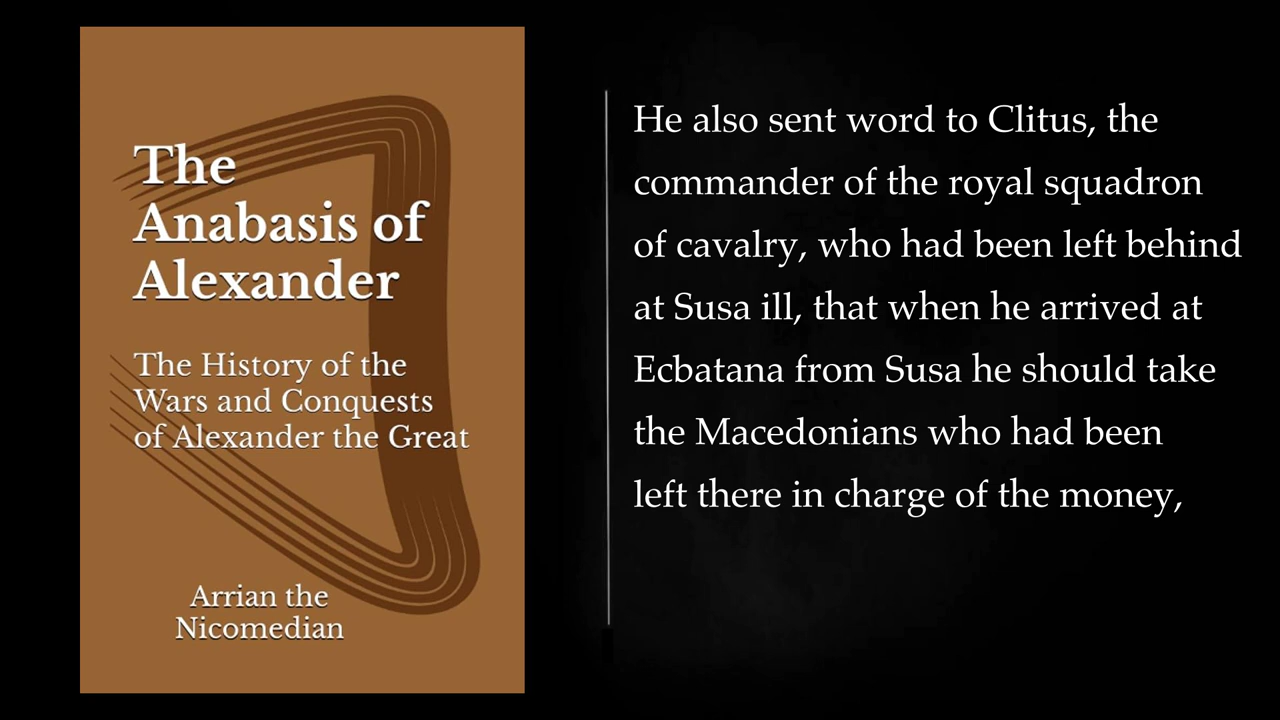 The
Anabasis of
Alexander
The History of the
Wars and Conquests
of Alexander the Great
Arrian the
Nicomedian
He also sent word to Clitus, the
commander of the royal squadron
of cavalry, who had been left behind
at Susa ill, that when he arrived at
Ecbatana from Susa he should take
the Macedonians who had been
left there in charge of the money,